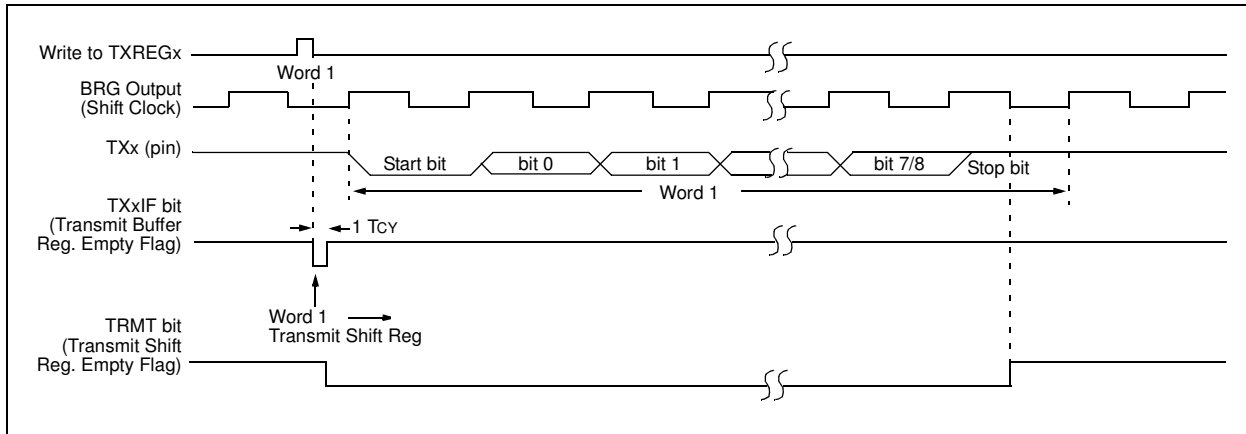 Write to TXREGx
Word 1
BRG Output
(Shift Clock)
TXx (pin)
Start bit
bit 0
bit 1
bit 7/8
Stop bit
Word 1
TXxIF bit
(Transmit Buffer
Reg. Empty Flag)
1 TCY
Word 1
Transmit Shift Reg
TRMT bit
(Transmit Shift
Reg. Empty Flag)